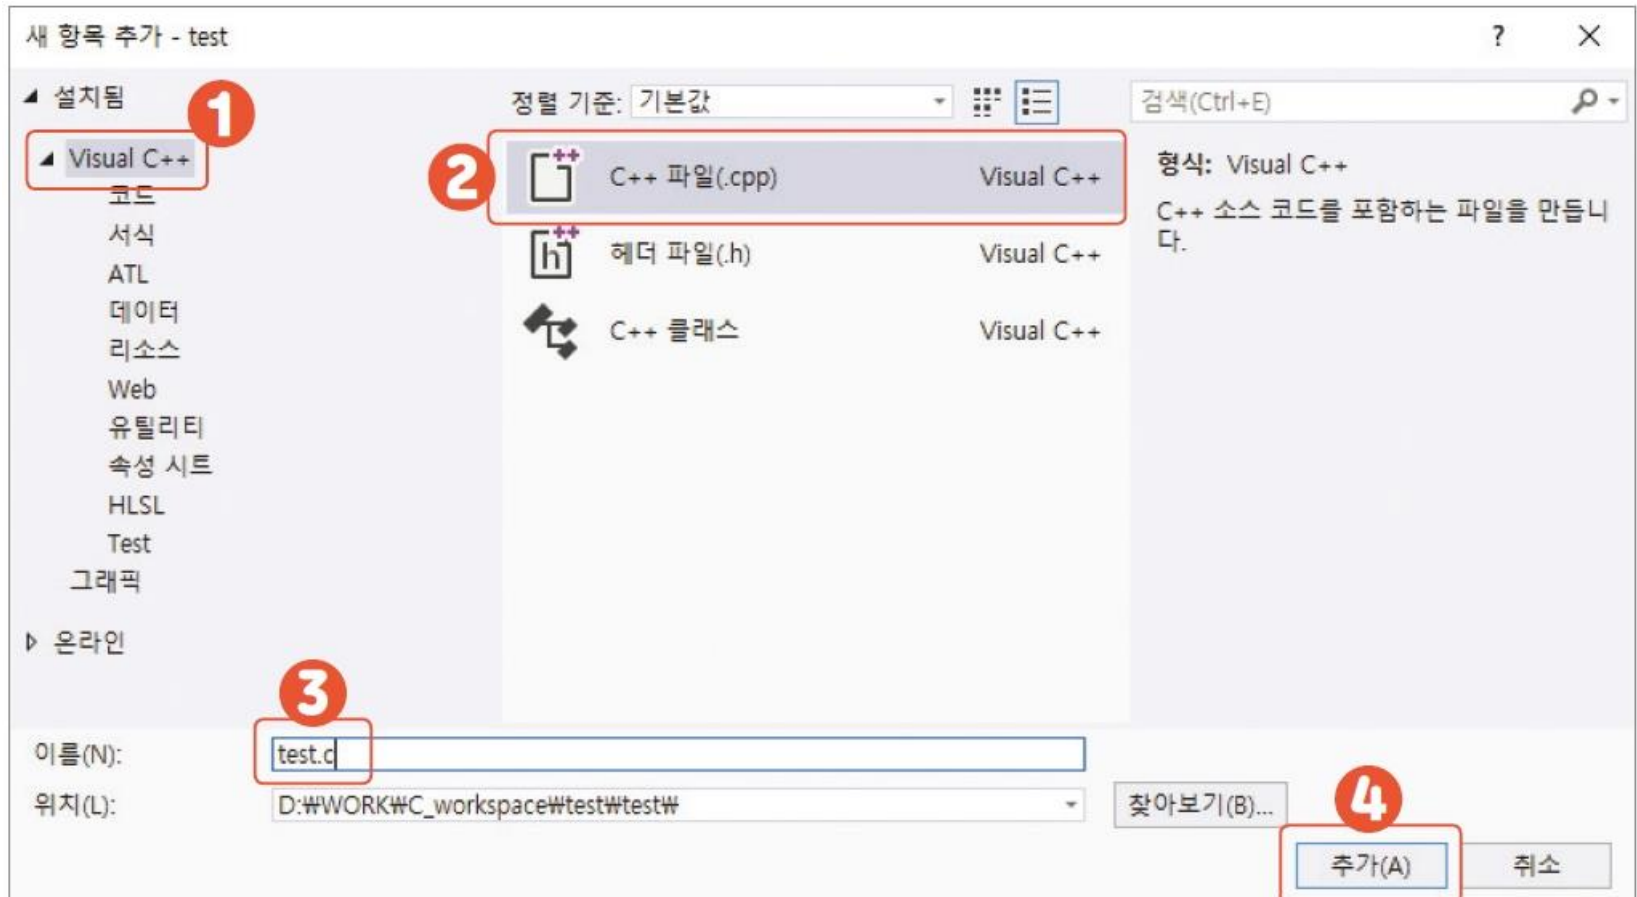 새 항목 추가 - test
?
설치됨
1
Visual C++
코드
서식
ATL
데이터
리소스
Web
유틸리티
속성 시트
HLSL
Test
그래픽
온라인
정렬 기준: 기본값
2
C++ 파일(.cpp) Visual C++
헤더 파일(.h) Visual C++
C++ 클래스 Visual C++
검색(Ctrl+E)
형식: Visual C++
C++ 소스 코드를 포함하는 파일을 만듭니
다.
3
이름(N): test.c
위치(L): D:₩WORK₩C_workspace₩test₩test₩ 찾아보기(B)...
4
추가(A) 취소